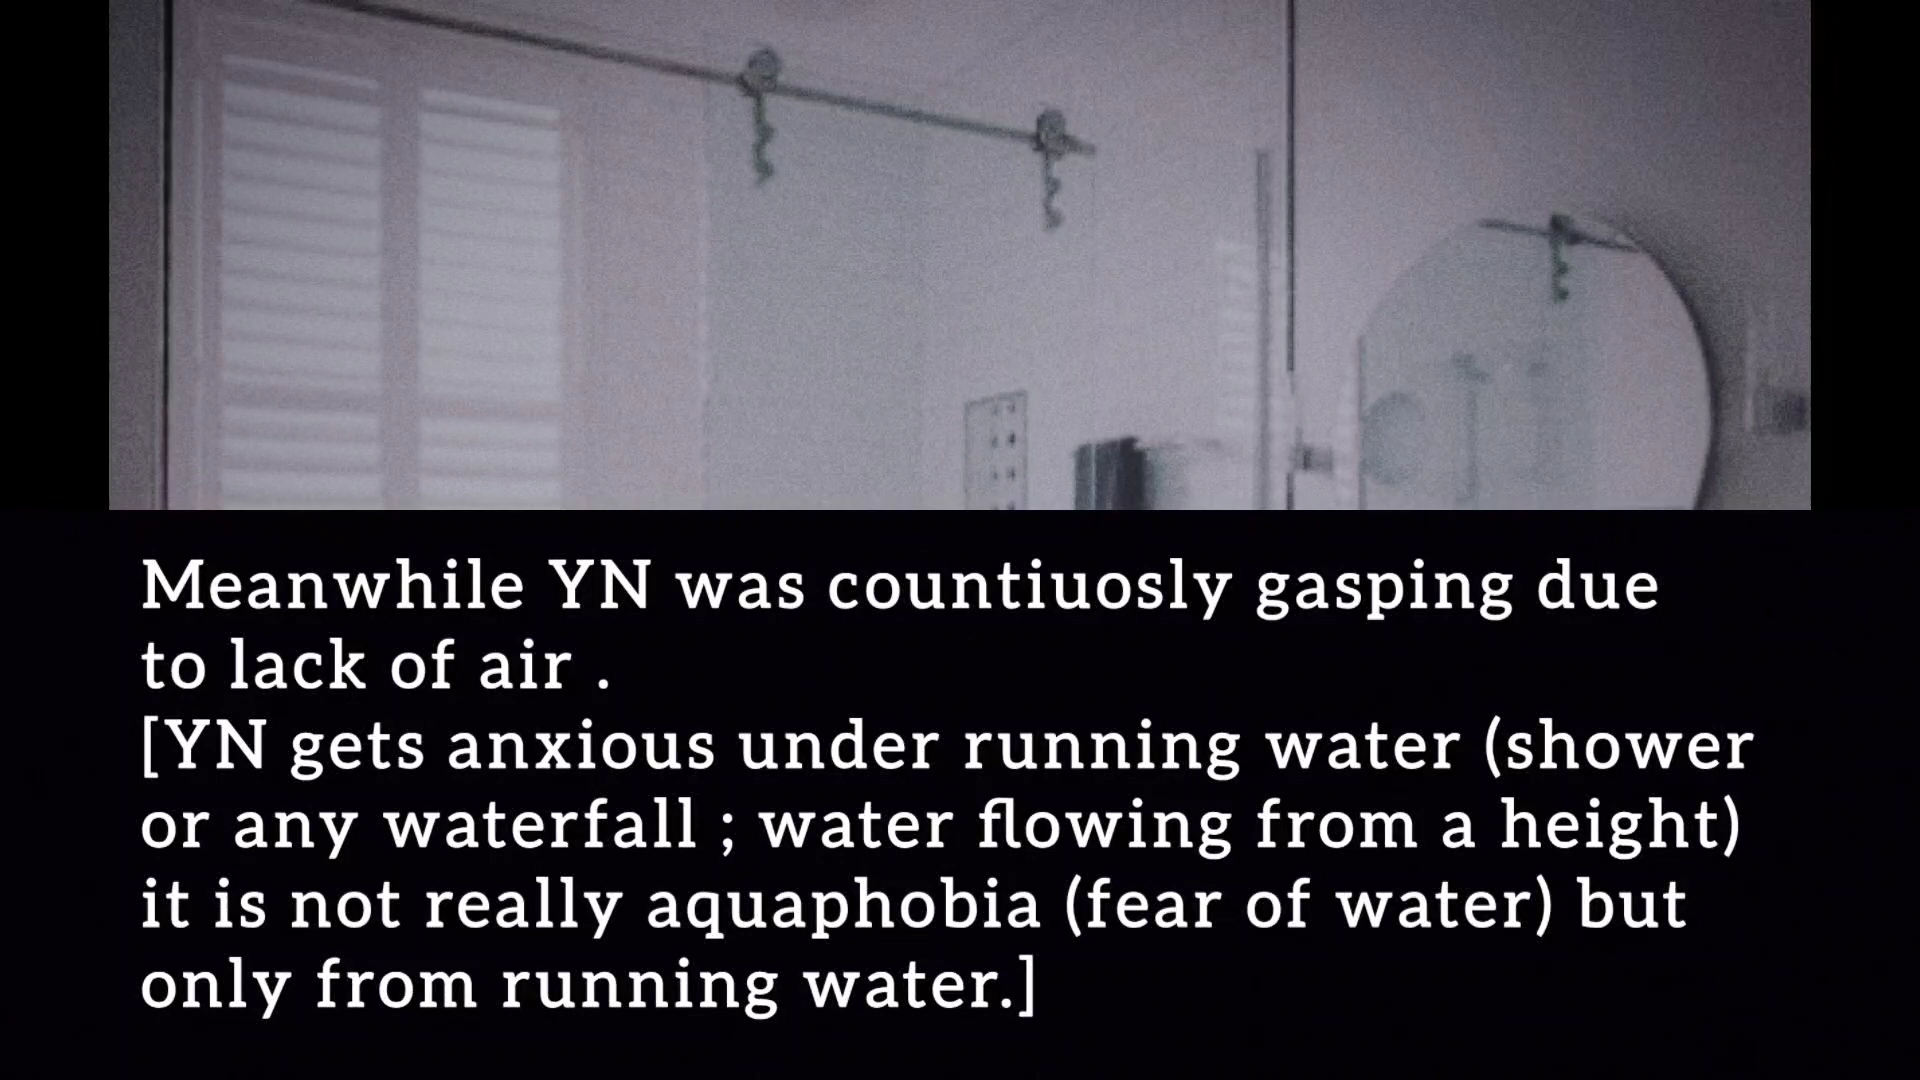 Meanwhile YN was countiuosly gasping due
to lack of air .
[YN gets anxious under running water (shower
or any waterfall ; water flowing from a height)
it is not really aquaphobia (fear of water) but
only from running water.]